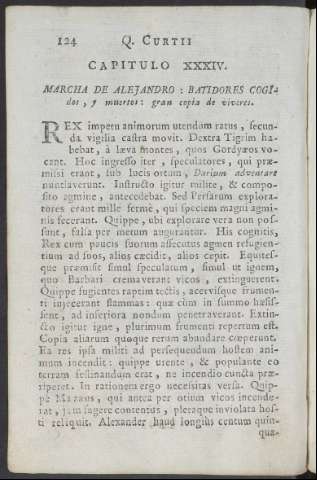 124 Q. CURTII
CAPITULO XXXIV.
MARCHA DE ALEJANDRO : BATIDORES COGI-
dos, y muertos: gran copia de viveres.
REX impetu animorum utendum ratus , secun-
da vigilia castra movit. Dextra Tigrim ha-
bebat, à læva montes, quos Gordyæos vo-
cant. Hoc ingresso iter , speculatores , qui præ-
missi erant, sub lucis ortum, Darium adventare
nuntiaverunt. Instructo igitur milite, & compo-
sito agmine, antecedebat. Sed Persarum explora-
tores erant mille fermè, qui speciem magni agmi-
nis fecerant. Quippe, ubi explorare vera non pos-
sunt, falsa per metum augurantur. His cognitis,
Rex cum paucis suorum assecutus agmen refugien-
tium ad suos, alios cæcidit, alios cepit. Equites-
que præmisit simul speculatum, simul ut ignem,
quo Barbari cremaverant vicos , extinguerent.
Quippe fugientes raptim tectis, acervisque frumen-
ti injecerant flammas: quæ cùm in summo hæsis-
sent, ad inferiora nondum penetraverant. Extin-
cto igitur igne, plurimum frumenti repertum est.
Copia aliarum quoque rerum abundare cœperunt.
Ea res ipsa militi ad persequendum hostem ani-
mum incendit: quippe urente , & populante eo
terram festinandum erat, ne incendio cuncta præ-
riperet. In rationem ergo necessitas versa. Quip-
pè Mazæus, qui antea per otium vicos incende-
rat, jam fugere contentus, pleraque inviolata hos-
ti reliquit. Alexander haud longius centum quin-
qua-